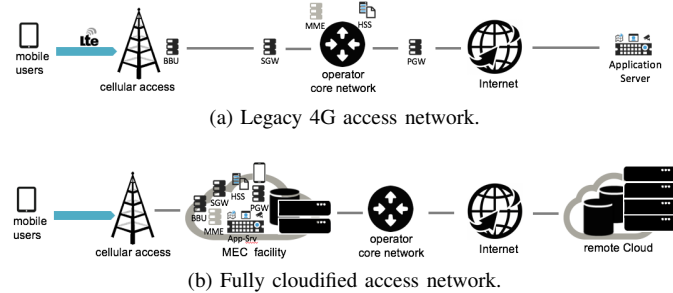 MME
HSS
Lte
mobile
users
BBU
SGW
PGW
cellular access
operator
core network
Internet
Application
Server
(a) Legacy 4G access network.
HSS
SGW
PGW
BBU
MME
App-Srv
mobile
users
cellular access
MEC facility
operator
core network
Internet
remote Cloud
(b) Fully cloudified access network.